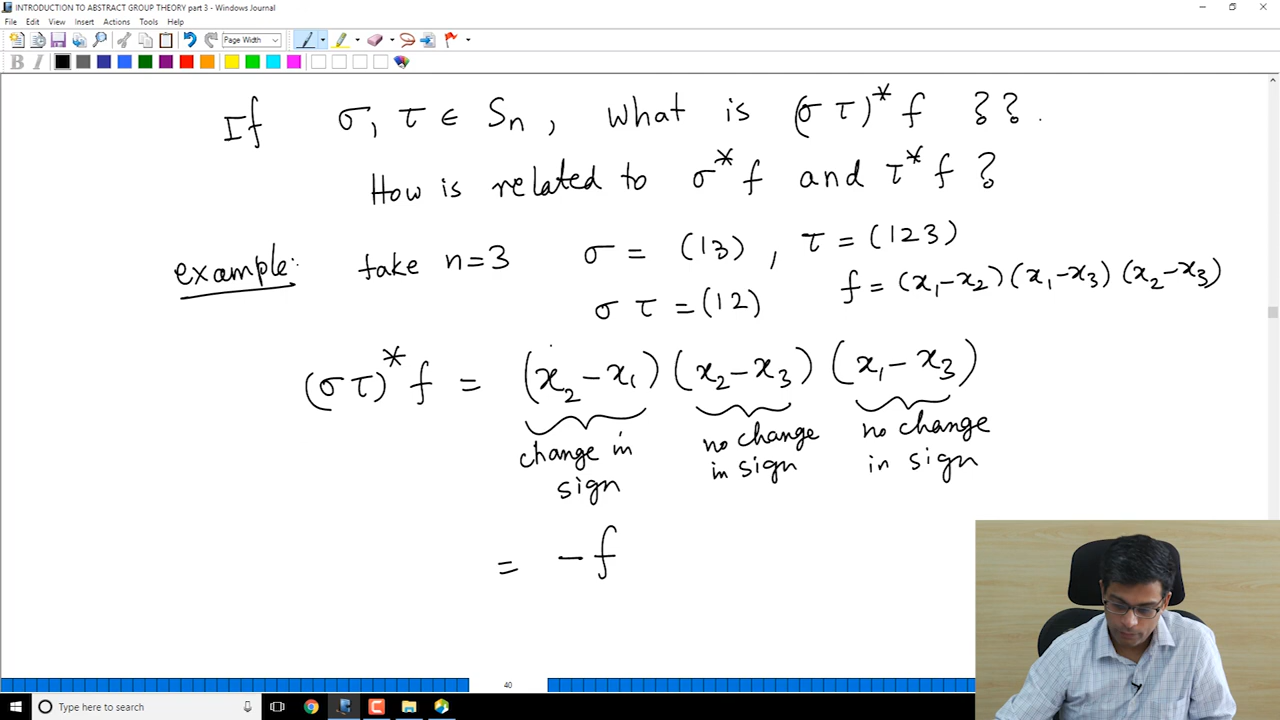 INTRODUCTION TO ABSTRACT GROUP THEORY part 3 - Windows Journal
File Edit View Insert Actions Tools Help
Page Width
B I
If σ, τ ∈ Sn, what is (στ)* f ??.
How is related to σ* f and τ* f ?
example: take n=3 σ = (13), τ = (123)
f = (x₁-x₂)(x₁-x₃)(x₂-x₃)
σ τ = (12)
(στ)* f = (x₂-x₁)(x₂-x₃)(x₁-x₃)
change in sign
no change in sign
no change in sign
= -f
40
Type here to search